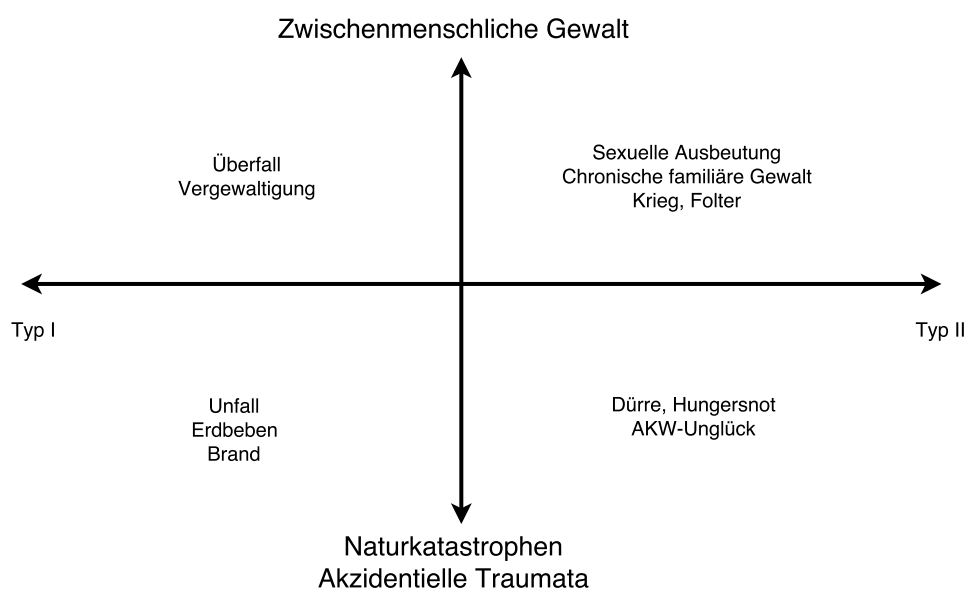 Zwischenmenschliche Gewalt
Überfall
Vergewaltigung
Sexuelle Ausbeutung
Chronische familiäre Gewalt
Krieg, Folter
Typ I
Typ II
Unfall
Erdbeben
Brand
Dürre, Hungersnot
AKW-Unglück
Naturkatastrophen
Akzidentielle Traumata